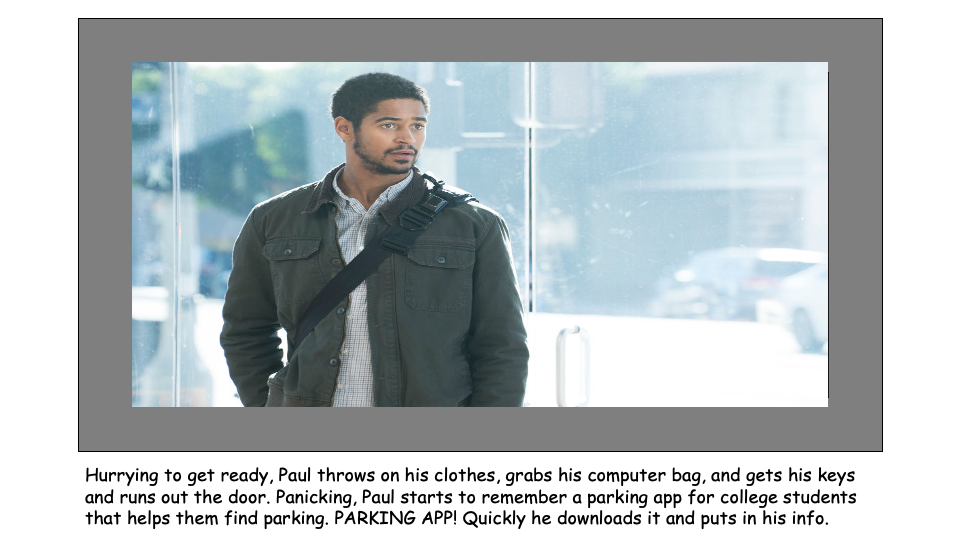 Hurrying to get ready, Paul throws on his clothes, grabs his computer bag, and gets his keys
and runs out the door. Panicking, Paul starts to remember a parking app for college students
that helps them find parking. PARKING APP! Quickly he downloads it and puts in his info.